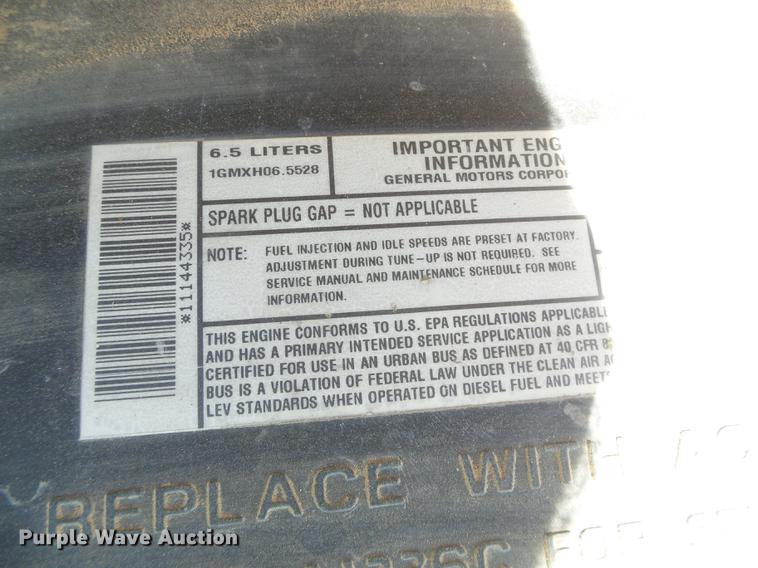 6.5 LITERS
1GMXH06.5528
IMPORTANT ENG
INFORMATION
GENERAL MOTORS CORPOR
SPARK PLUG GAP = NOT APPLICABLE
NOTE: FUEL INJECTION AND IDLE SPEEDS ARE PRESET AT FACTORY.
ADJUSTMENT DURING TUNE-UP IS NOT REQUIRED. SEE
SERVICE MANUAL AND MAINTENANCE SCHEDULE FOR MORE
INFORMATION.
*11144335*
THIS ENGINE CONFORMS TO U.S. EPA REGULATIONS APPLICABLE
AND HAS A PRIMARY INTENDED SERVICE APPLICATION AS A LIGH
CERTIFIED FOR USE IN AN URBAN BUS AS DEFINED AT 40 CFR 8
BUS IS A VIOLATION OF FEDERAL LAW UNDER THE CLEAN AIR A
LEV STANDARDS WHEN OPERATED ON DIESEL FUEL AND MEET
REPLACE WITH AC
FOR
Purple Wave Auction